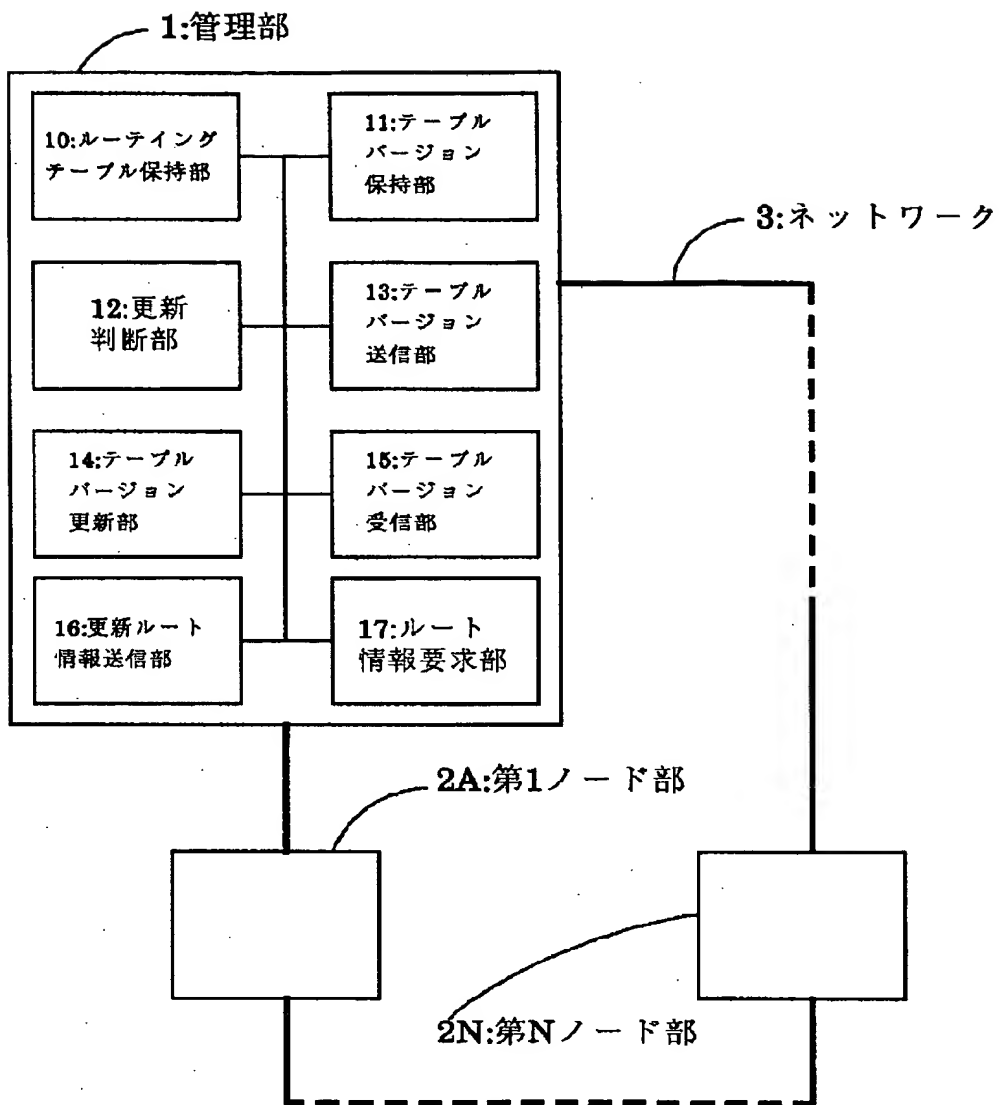 1:管理部
10:ルーテイング
テーブル保持部
11:テーブル
バージョン
保持部
3:ネットワーク
12:更新
判断部
13:テーブル
バージョン
送信部
14:テーブル
バージョン
更新部
15:テーブル
バージョン
受信部
16:更新ルート
情報送信部
17:ルート
情報要求部
2A:第1ノード部
2N:第Nノード部